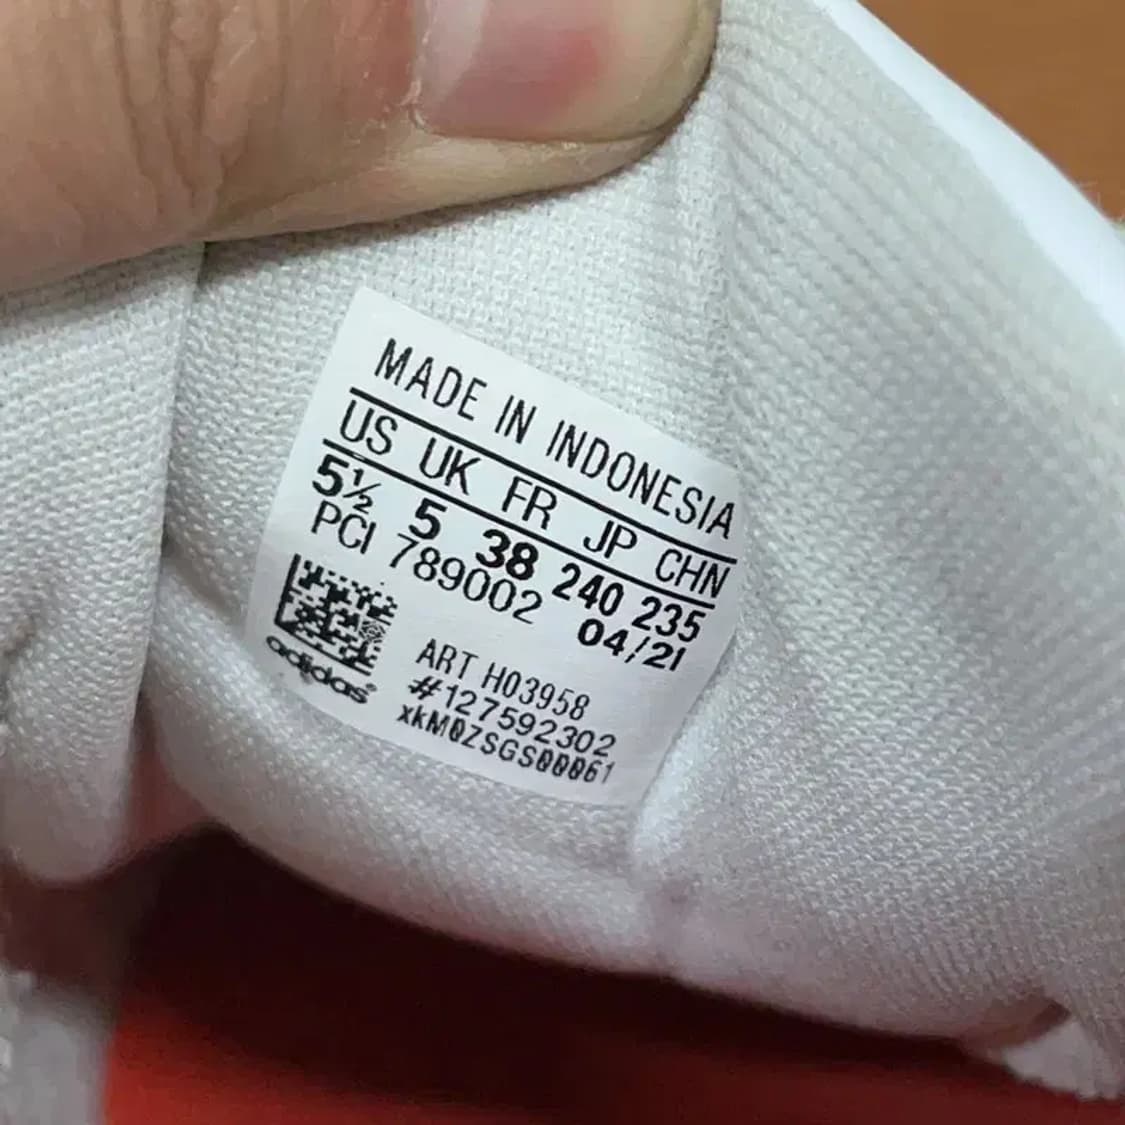 MADE IN INDONESIA
US UK FR JP CHN
5½ 5 38 240 235
PCI 789002 04/21
ART H03958
#127592302
xkM0ZSGS00061
adidas®